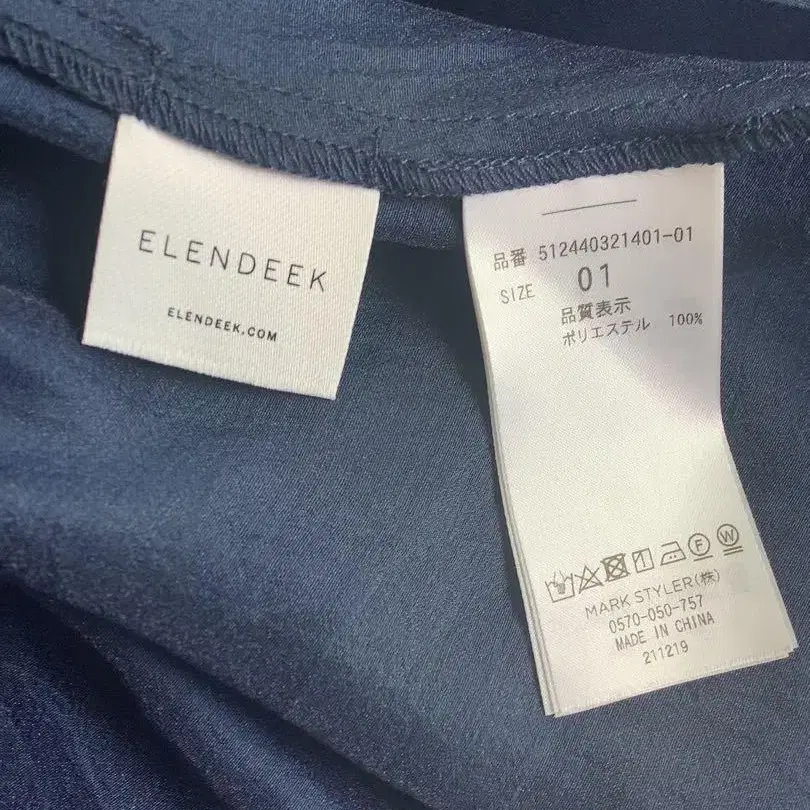 ELENDEEK
ELENDEEK.COM
品番 512440321401-01
SIZE 01
品質表示
ポリエステル 100%
F W
MARK STYLER(株)
0570-050-757
MADE IN CHINA
211219